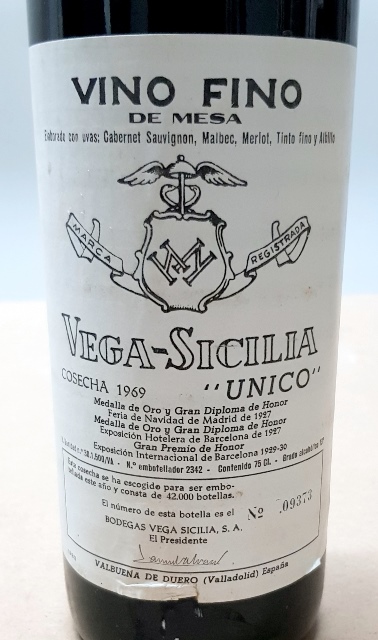 VINO FINO
DE MESA
Elaborado con uvas: Cabernet Sauvignon, Malbec, Merlot, Tinto fino y Albillo
MARCA
REGISTRADA
VEGA-SICILIA
COSECHA 1969
"UNICO"
Medalla de Oro y Gran Diploma de Honor
Feria de Navidad de Madrid de 1927
Medalla de Oro y Gran Diploma de Honor
Exposición Hotelera de Barcelona de 1927
Gran Premio de Honor
Exposición Internacional de Barcelona 1929-30
N.º embotellador 2342 - Contenido 75 Cl. - Grado alcohólico
Esta cosecha se ha escogido para ser embo-
tellada este año y consta de 42.000 botellas.
El número de esta botella es el Nº 09373
BODEGAS VEGA SICILIA, S. A.
El Presidente
VALBUENA DE DUERO (Valladolid) España